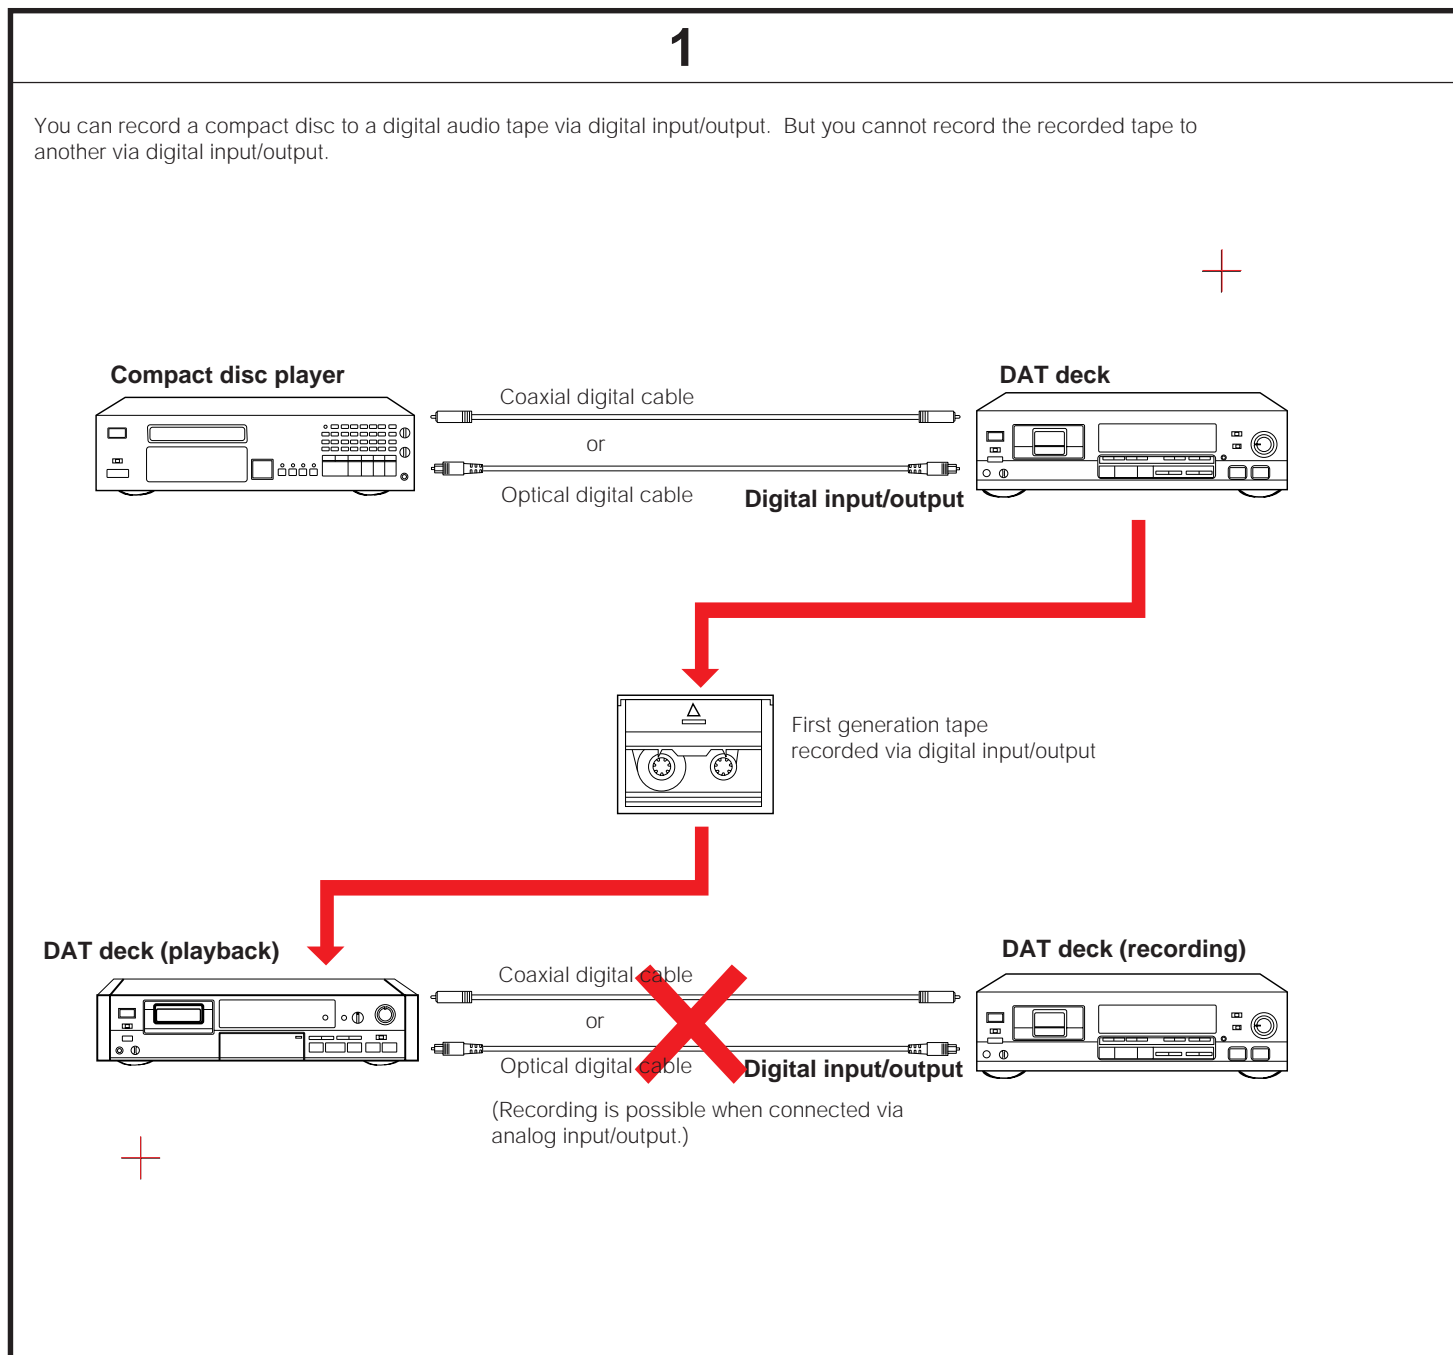 1
You can record a compact disc to a digital audio tape via digital input/output.  But you cannot record the recorded tape to
another via digital input/output.
Compact disc player
DAT deck
Coaxial digital cable
or
Optical digital cable
Digital input/output
First generation tape
recorded via digital input/output
DAT deck (playback)
DAT deck (recording)
Coaxial digital cable
or
Optical digital cable
Digital input/output
(Recording is possible when connected via
analog input/output.)